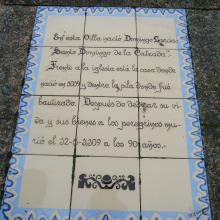 En esta Villa nació Domingo García
"Santo Domingo de la Calzada".
Frente a la iglesia está la casa donde
nació en 1019 y dentro la pila donde fué
bautizado. Después de dedicar su vi-
da y sus bienes a los peregrinos mu-
rió el 12-5-1109 a los 90 años.